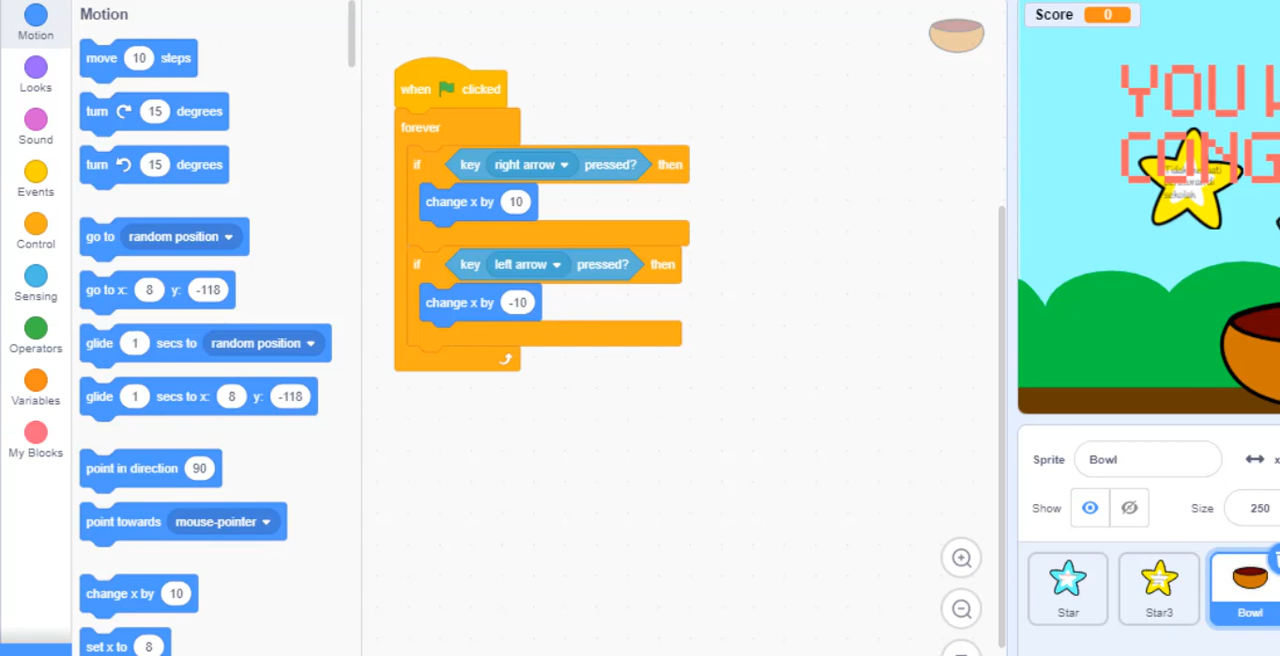 Motion
Motion
Looks
Sound
Events
Control
Sensing
Operators
Variables
My Blocks
move 10 steps
turn 15 degrees
turn 15 degrees
go to random position
go to x: 8 y: -118
glide 1 secs to random position
glide 1 secs to x: 8 y: -118
point in direction 90
point towards mouse-pointer
change x by 10
set x to 8
when clicked
forever
if key right arrow pressed? then
change x by 10
if key left arrow pressed? then
change x by -10
Score 0
YOU
CONG
sekolah
Sprite Bowl x
Show Size 250
Star
Star3
Bowl